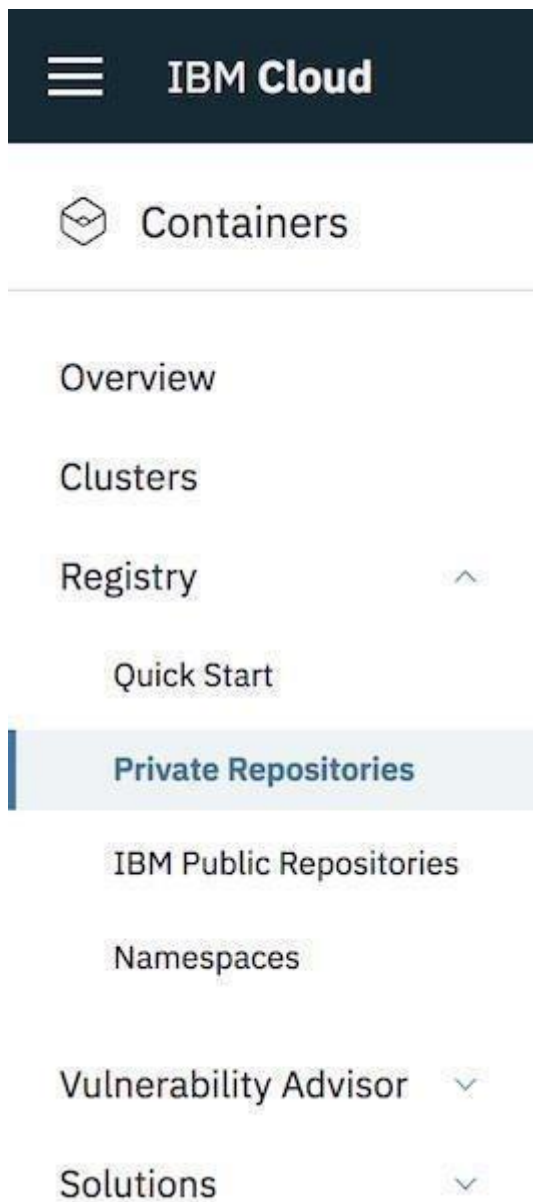 IBM Cloud
Containers
Overview
Clusters
Registry
Quick Start
Private Repositories
IBM Public Repositories
Namespaces
Vulnerability Advisor
Solutions